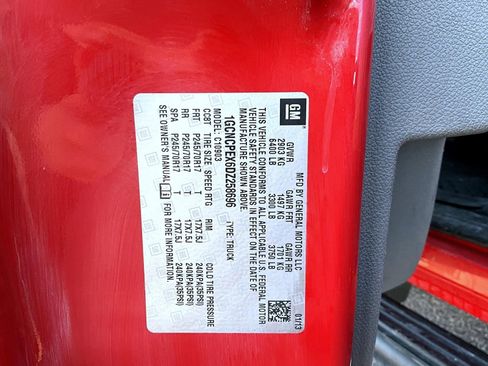 GM
MFD BY GENERAL MOTORS LLC
01/13
GVWR GAWR FRT GAWR RR
2903 KG 1497 KG 1701 KG
6400 LB 3300 LB 3750 LB
THIS VEHICLE CONFORMS TO ALL APPLICABLE U.S. FEDERAL MOTOR
VEHICLE SAFETY STANDARDS IN EFFECT ON THE DATE OF
MANUFACTURE SHOWN ABOVE.
1GCNCPEX6DZ258696 TYPE: TRUCK
MODEL: C10903
CCBT TIRE SIZE SPEED RTG RIM COLD TIRE PRESSURE
FRT P245/70R17 T 17X7.5J 240KPA(35PSI)
RR P245/70R17 T 17X7.5J 240KPA(35PSI)
SPA P245/70R17 T 17X7.5J 240KPA(35PSI)
SEE OWNER'S MANUAL FOR MORE INFORMATION.